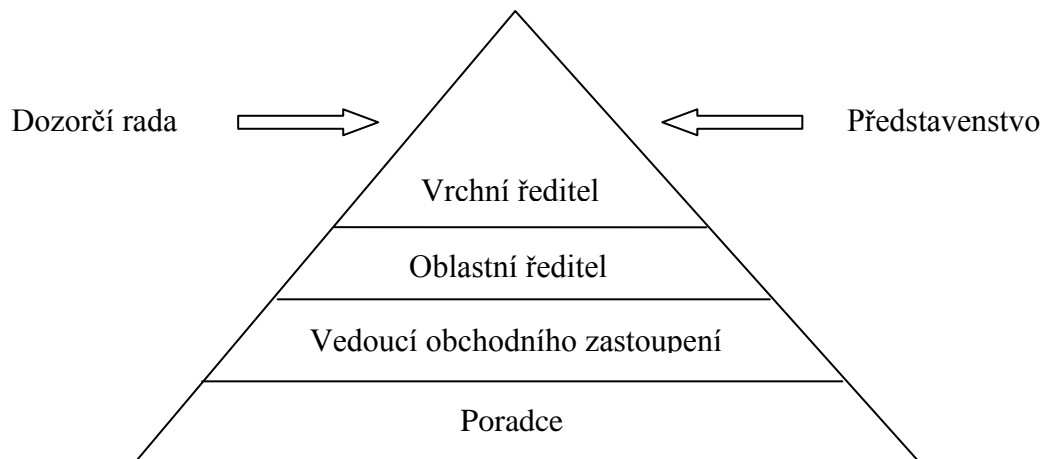 Dozorčí rada
Představenstvo
Vrchní ředitel
Oblastní ředitel
Vedoucí obchodního zastoupení
Poradce